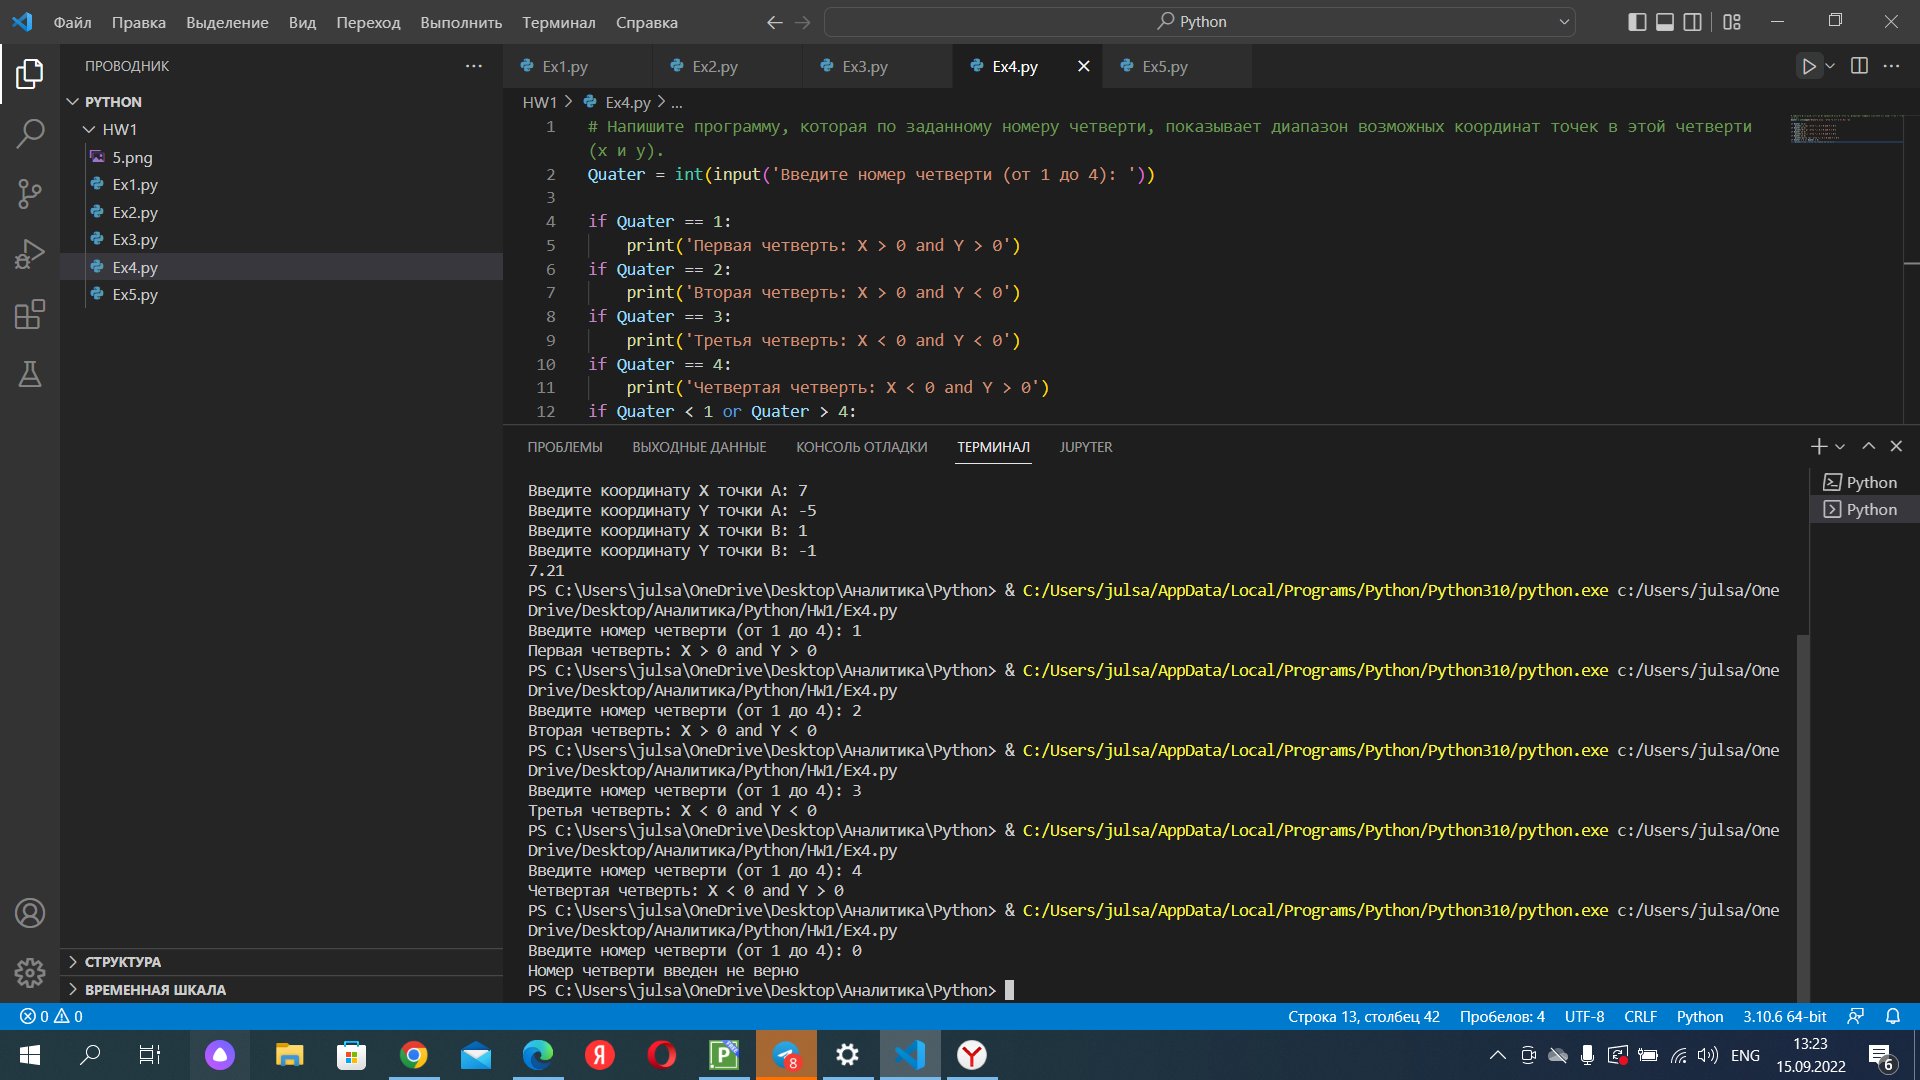 Файл Правка Выделение Вид Переход Выполнить Терминал Справка
Python
ПРОВОДНИК
PYTHON
HW1
5.png
Ex1.py
Ex2.py
Ex3.py
Ex4.py
Ex5.py
СТРУКТУРА
ВРЕМЕННАЯ ШКАЛА
Ex1.py Ex2.py Ex3.py Ex4.py Ex5.py
HW1 > Ex4.py > ...
1 # Напишите программу, которая по заданному номеру четверти, показывает диапазон возможных координат точек в этой четверти
(x и y).
2 Quater = int(input('Введите номер четверти (от 1 до 4): '))
3
4 if Quater == 1:
5 print('Первая четверть: X > 0 and Y > 0')
6 if Quater == 2:
7 print('Вторая четверть: X > 0 and Y < 0')
8 if Quater == 3:
9 print('Третья четверть: X < 0 and Y < 0')
10 if Quater == 4:
11 print('Четвертая четверть: X < 0 and Y > 0')
12 if Quater < 1 or Quater > 4:
ПРОБЛЕМЫ ВЫХОДНЫЕ ДАННЫЕ КОНСОЛЬ ОТЛАДКИ ТЕРМИНАЛ JUPYTER
Python
Python
Введите координату X точки A: 7
Введите координату Y точки A: -5
Введите координату X точки B: 1
Введите координату Y точки B: -1
7.21
PS C:\Users\julsa\OneDrive\Desktop\Аналитика\Python> & C:/Users/julsa/AppData/Local/Programs/Python/Python310/python.exe c:/Users/julsa/One
Drive/Desktop/Аналитика/Python/HW1/Ex4.py
Введите номер четверти (от 1 до 4): 1
Первая четверть: X > 0 and Y > 0
PS C:\Users\julsa\OneDrive\Desktop\Аналитика\Python> & C:/Users/julsa/AppData/Local/Programs/Python/Python310/python.exe c:/Users/julsa/One
Drive/Desktop/Аналитика/Python/HW1/Ex4.py
Введите номер четверти (от 1 до 4): 2
Вторая четверть: X > 0 and Y < 0
PS C:\Users\julsa\OneDrive\Desktop\Аналитика\Python> & C:/Users/julsa/AppData/Local/Programs/Python/Python310/python.exe c:/Users/julsa/One
Drive/Desktop/Аналитика/Python/HW1/Ex4.py
Введите номер четверти (от 1 до 4): 3
Третья четверть: X < 0 and Y < 0
PS C:\Users\julsa\OneDrive\Desktop\Аналитика\Python> & C:/Users/julsa/AppData/Local/Programs/Python/Python310/python.exe c:/Users/julsa/One
Drive/Desktop/Аналитика/Python/HW1/Ex4.py
Введите номер четверти (от 1 до 4): 4
Четвертая четверть: X < 0 and Y > 0
PS C:\Users\julsa\OneDrive\Desktop\Аналитика\Python> & C:/Users/julsa/AppData/Local/Programs/Python/Python310/python.exe c:/Users/julsa/One
Drive/Desktop/Аналитика/Python/HW1/Ex4.py
Введите номер четверти (от 1 до 4): 0
Номер четверти введен не верно
PS C:\Users\julsa\OneDrive\Desktop\Аналитика\Python>
0 0 Строка 13, столбец 42 Пробелов: 4 UTF-8 CRLF Python 3.10.6 64-bit
8
ENG
13:23
15.09.2022
6